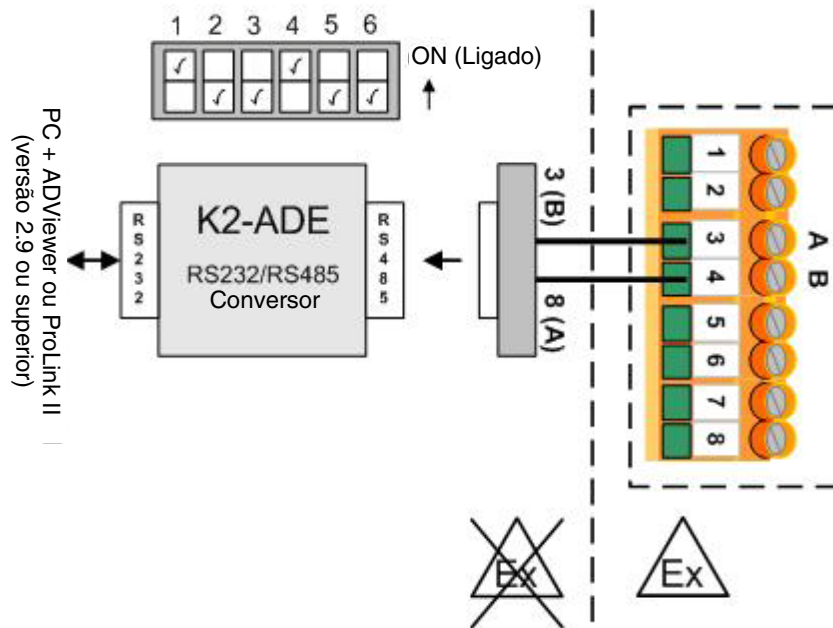 1 2 3 4 5 6
ON (Ligado)
PC + ADViewer ou ProLink II
(versão 2.9 ou superior)
RS232
K2-ADE
RS232/RS485
Conversor
RS485
3 (B)
8 (A)
1
2
3
4
5
6
7
8
A
B
Ex
Ex